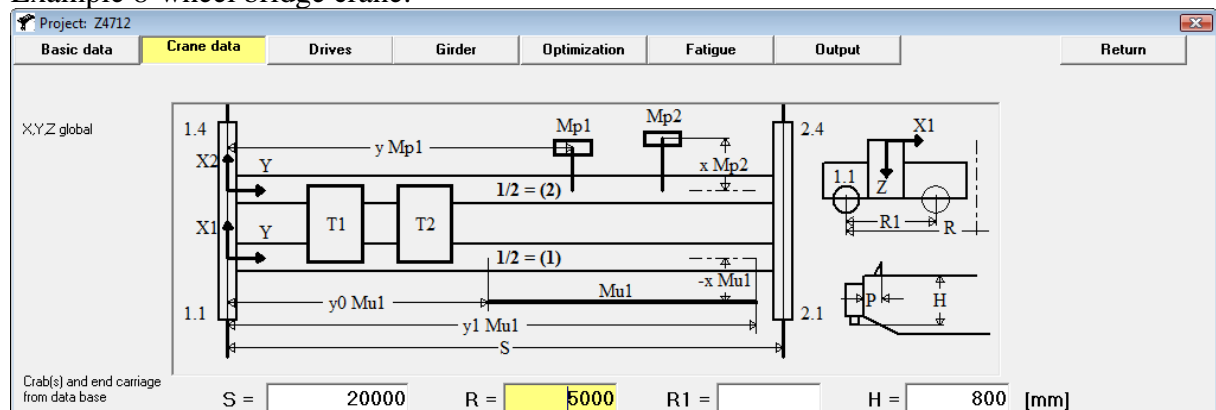 Example 8-wheel bridge crane:
Project: Z4712
Basic data Crane data Drives Girder Optimization Fatigue Output Return
X,Y,Z global
1.4 Mp1 Mp2 2.4 X1
X2 Y y Mp1 x Mp2 1.1 Z
1/2 = (2)
X1 Y T1 T2 R1 R
1/2 = (1)
y0 Mu1 Mu1 -x Mu1 P H
1.1 y1 Mu1 2.1
S
Crab(s) and end carriage
from data base
S = 20000 R = 5000 R1 = H = 800 [mm]